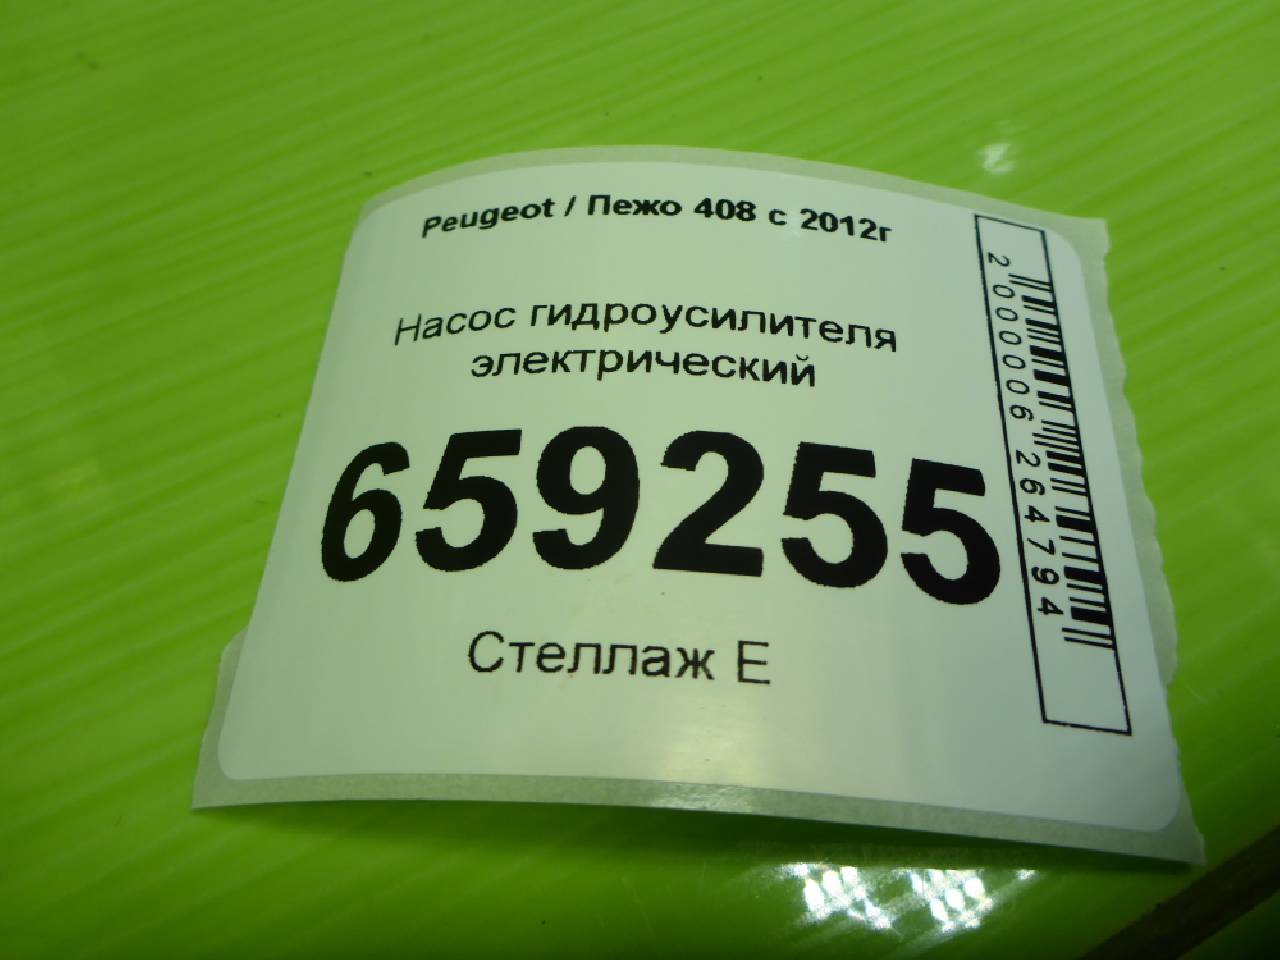 Peugeot / Пежо 408 с 2012г
Насос гидроусилителя
электрический
659255
Стеллаж Е
2000006264794